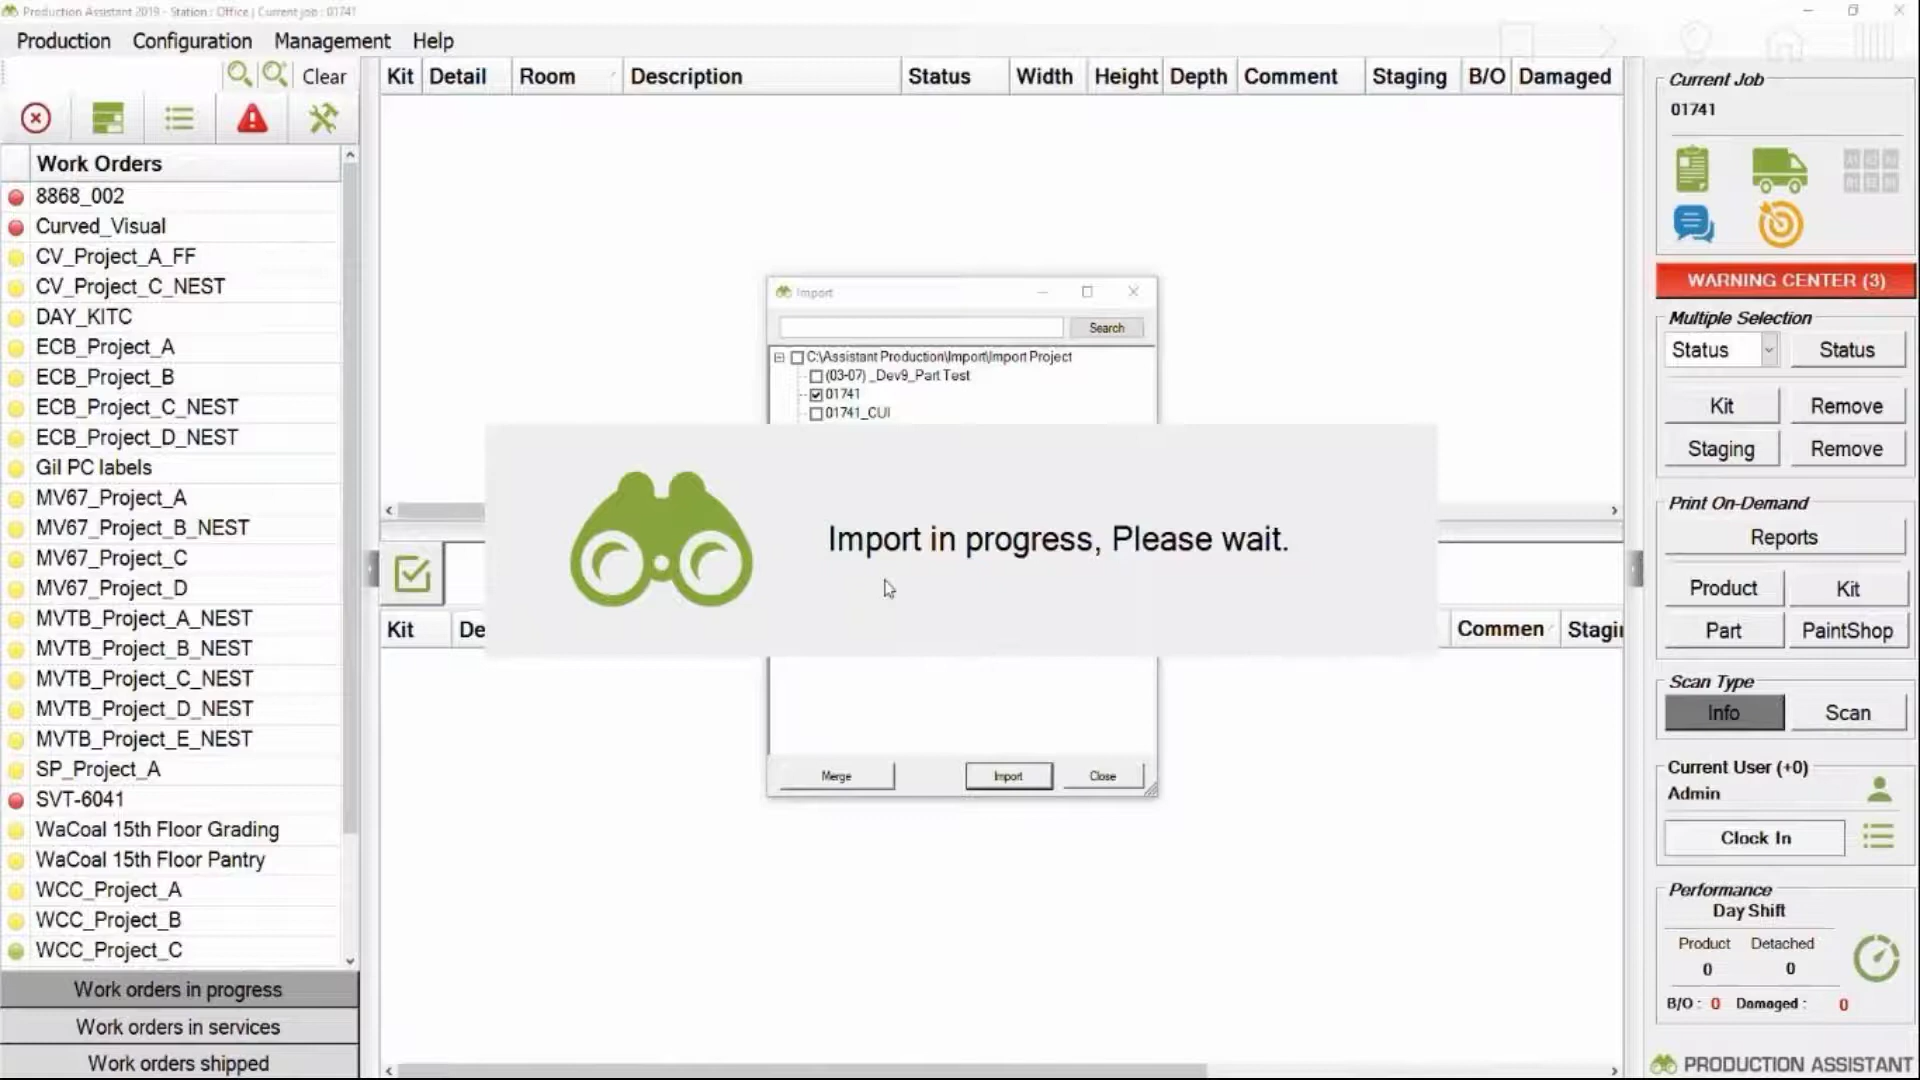 Production Assistant 2019 - Station : Office | Current job : 01741
Production Configuration Management Help
Clear
Work Orders
8868_002
Curved_Visual
CV_Project_A_FF
CV_Project_C_NEST
DAY_KITC
ECB_Project_A
ECB_Project_B
ECB_Project_C_NEST
ECB_Project_D_NEST
Gil PC labels
MV67_Project_A
MV67_Project_B_NEST
MV67_Project_C
MV67_Project_D
MVTB_Project_A_NEST
MVTB_Project_B_NEST
MVTB_Project_C_NEST
MVTB_Project_D_NEST
MVTB_Project_E_NEST
SP_Project_A
SVT-6041
WaCoal 15th Floor Grading
WaCoal 15th Floor Pantry
WCC_Project_A
WCC_Project_B
WCC_Project_C
Work orders in progress
Work orders in services
Work orders shipped
Kit Detail Room Description Status Width Height Depth Comment Staging B/O Damaged
Import
Search
C:\Assistant Production\Import\Import Project
(03-07) _Dev9_Part Test
01741
01741_CUI
Import in progress, Please wait.
Merge Import Close
Kit De Commen Stagi
Current Job
01741
WARNING CENTER (3)
Multiple Selection
Status Status
Kit Remove
Staging Remove
Print On-Demand
Reports
Product Kit
Part PaintShop
Scan Type
Info Scan
Current User (+0)
Admin
Clock In
Performance
Day Shift
Product Detached
0 0
B/O : 0 Damaged : 0
PRODUCTION ASSISTANT